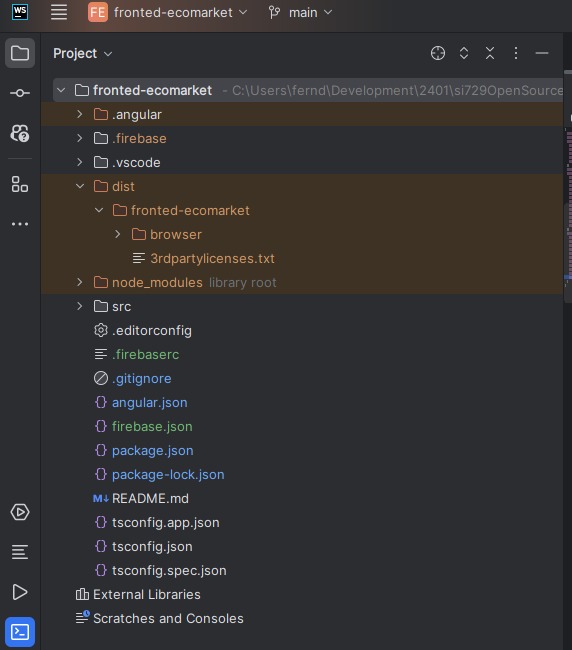 WS FE fronted-ecomarket main
Project
fronted-ecomarket - C:\Users\fernd\Development\2401\si729OpenSource
.angular
.firebase
.vscode
dist
fronted-ecomarket
browser
3rdpartylicenses.txt
node_modules library root
src
.editorconfig
.firebaserc
.gitignore
angular.json
firebase.json
package.json
package-lock.json
M↓ README.md
tsconfig.app.json
tsconfig.json
tsconfig.spec.json
External Libraries
Scratches and Consoles